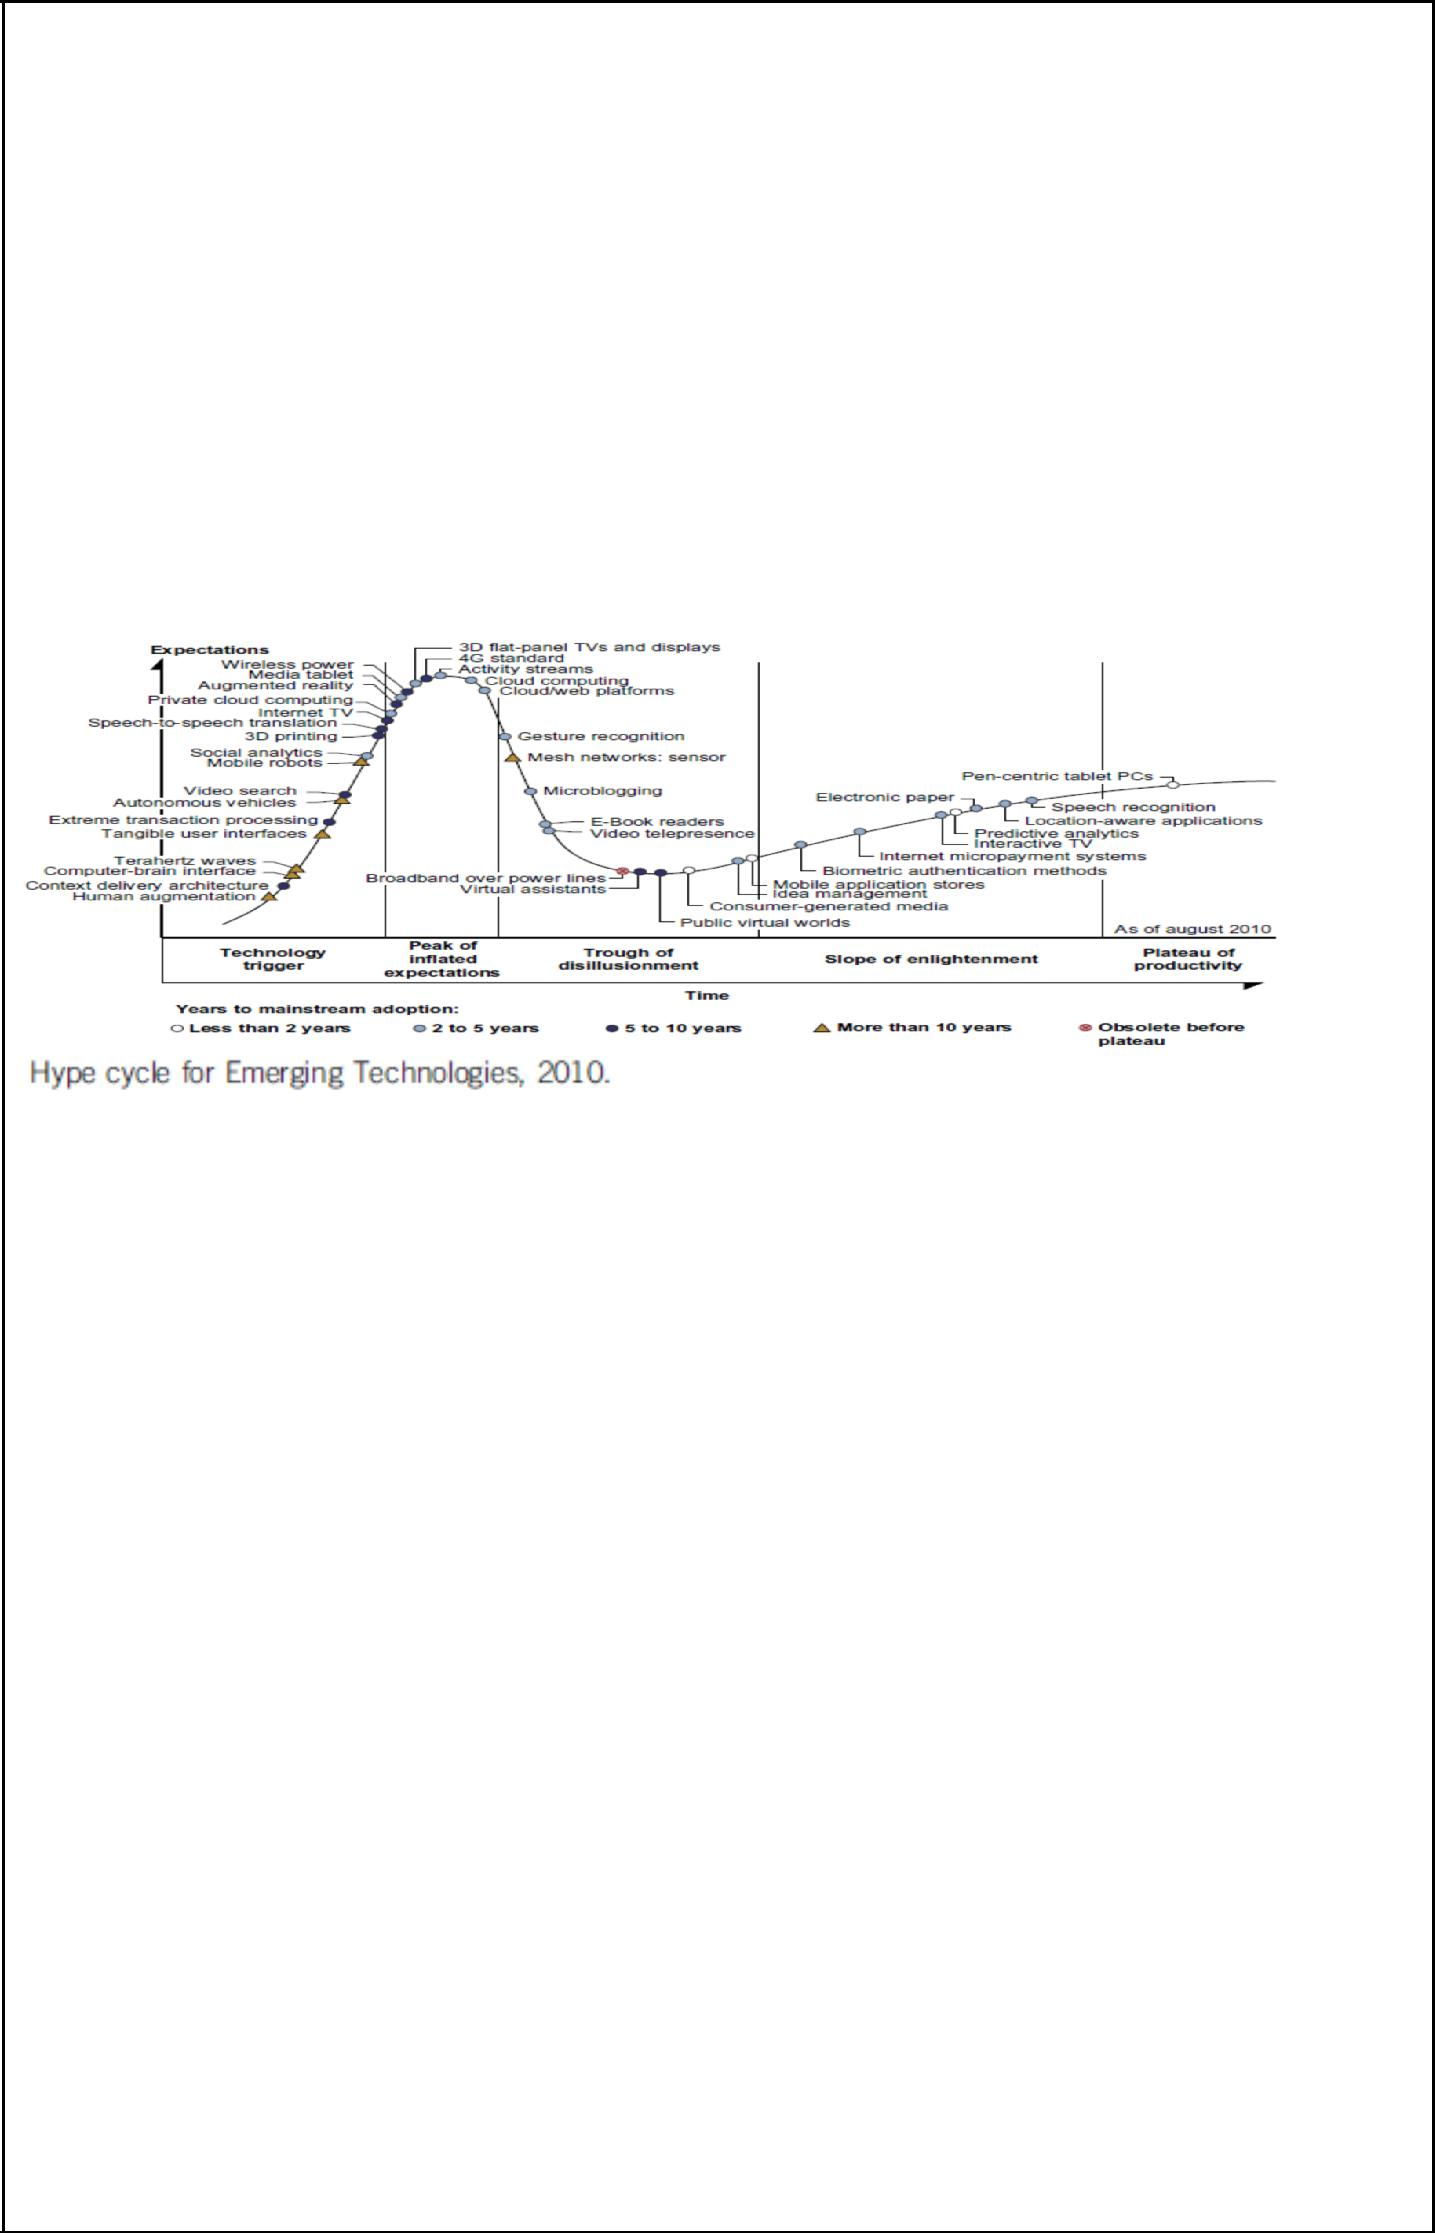 Expectations
3D flat-panel TVs and displays
Wireless power
4G standard
Media tablet
Activity streams
Augmented reality
Cloud computing
Cloud/web platforms
Private cloud computing
Internet TV
Speech-to-speech translation
3D printing
Gesture recognition
Social analytics
Mesh networks: sensor
Mobile robots
Pen-centric tablet PCs
Video search
Microblogging
Electronic paper
Autonomous vehicles
Speech recognition
Extreme transaction processing
E-Book readers
Location-aware applications
Tangible user interfaces
Video telepresence
Predictive analytics
Interactive TV
Terahertz waves
Internet micropayment systems
Computer-brain interface
Biometric authentication methods
Broadband over power lines
Context delivery architecture
Mobile application stores
Virtual assistants
Human augmentation
Idea management
Consumer-generated media
Public virtual worlds
As of august 2010
Technology
trigger
Peak of
inflated
expectations
Trough of
disillusionment
Slope of enlightenment
Plateau of
productivity
Time
Years to mainstream adoption:
Less than 2 years
2 to 5 years
5 to 10 years
More than 10 years
Obsolete before
plateau
Hype cycle for Emerging Technologies, 2010.